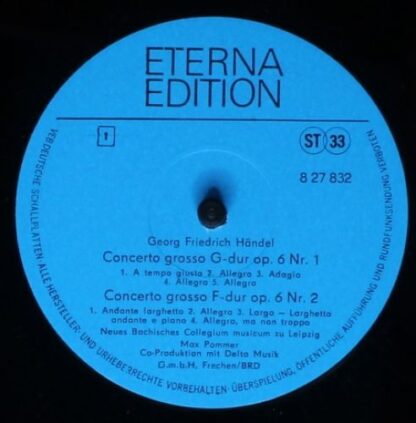 ETERNA
EDITION
1
ST 33
8 27 832
Georg Friedrich Händel
Concerto grosso G-dur op. 6 Nr. 1
1. A tempo giusto 2. Allegro 3. Adagio
4. Allegro 5. Allegro
Concerto grosso F-dur op. 6 Nr. 2
1. Andante larghetto 2. Allegro 3. Largo – Larghetto
andante e piano 4. Allegro, ma non troppo
Neues Bachisches Collegium musicum zu Leipzig
Max Pommer
Co-Produktion mit Delta Musik
G.m.b.H, Frechen/BRD
VEB DEUTSCHE SCHALLPLATTEN · ALLE HERSTELLER- UND URHEBERRECHTE VORBEHALTEN · ÜBERSPIELUNG, ÖFFENTLICHE AUFFÜHRUNG UND RUNDFUNKSENDUNG VERBOTEN